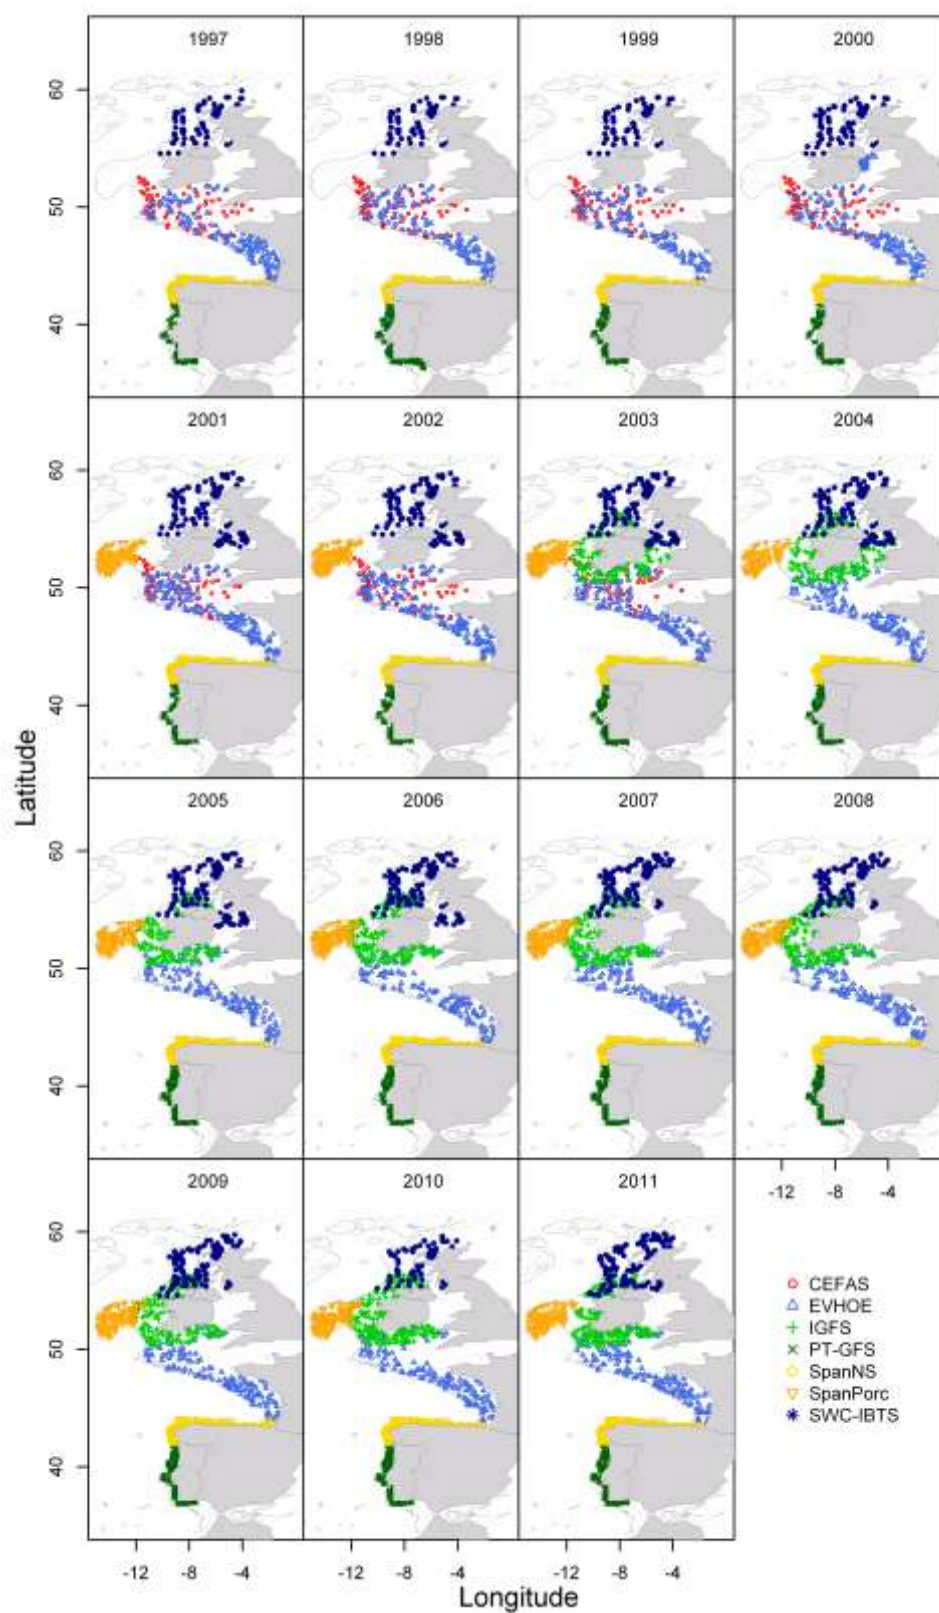 1997 1998 1999 2000
60
50
40
2001 2002 2003 2004
60
50
40
Latitude
2005 2006 2007 2008
60
50
40
-12 -8 -4
2009 2010 2011
60
50
40
CEFAS
EVHOE
IGFS
PT-GFS
SpanNS
SpanPorc
SWC-IBTS
-12 -8 -4 -12 -8 -4 -12 -8 -4
Longitude